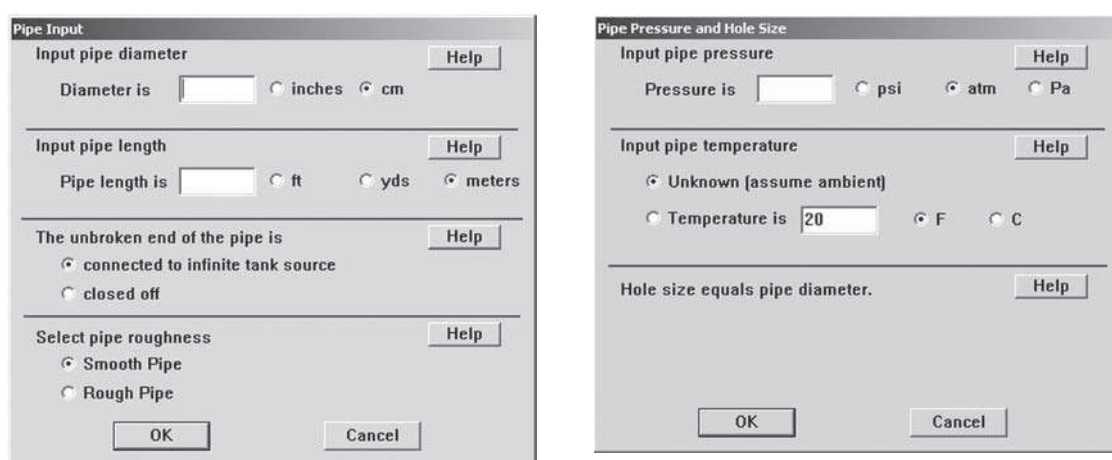 Pipe Input
Input pipe diameter Help
Diameter is inches cm
Input pipe length Help
Pipe length is ft yds meters
The unbroken end of the pipe is Help
connected to infinite tank source
closed off
Select pipe roughness Help
Smooth Pipe
Rough Pipe
OK Cancel
Pipe Pressure and Hole Size
Input pipe pressure Help
Pressure is psi atm Pa
Input pipe temperature Help
Unknown (assume ambient)
Temperature is 20 F C
Hole size equals pipe diameter. Help
OK Cancel